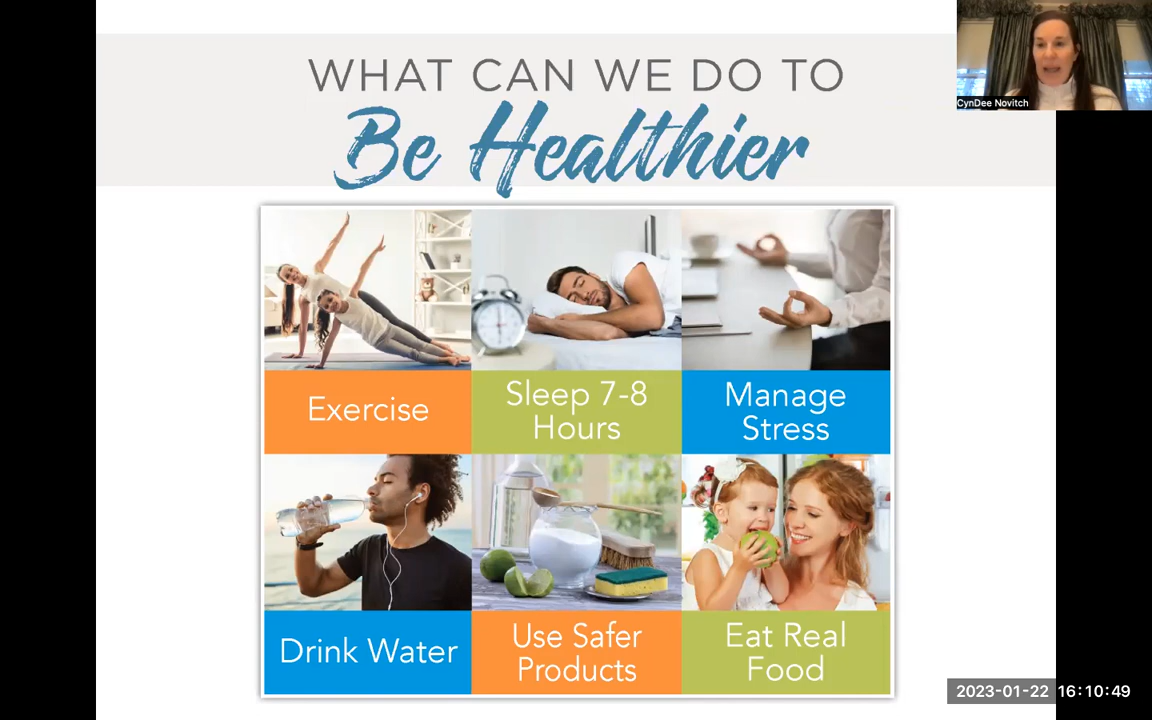 WHAT CAN WE DO TO
Be Healthier
CynDee Novitch
Exercise
Sleep 7-8
Hours
Manage
Stress
Drink Water
Use Safer
Products
Eat Real
Food
2023-01-22 16:10:49